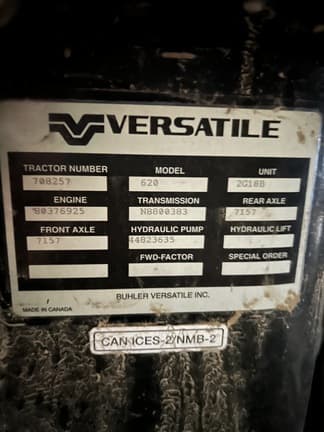 VERSATILE
TRACTOR NUMBER MODEL UNIT
708257 620 2G18B
ENGINE TRANSMISSION REAR AXLE
80376925 N8800383 7157
FRONT AXLE HYDRAULIC PUMP HYDRAULIC LIFT
7157 44823635
FWD-FACTOR SPECIAL ORDER
BUHLER VERSATILE INC.
MADE IN CANADA
CAN ICES-2/NMB-2